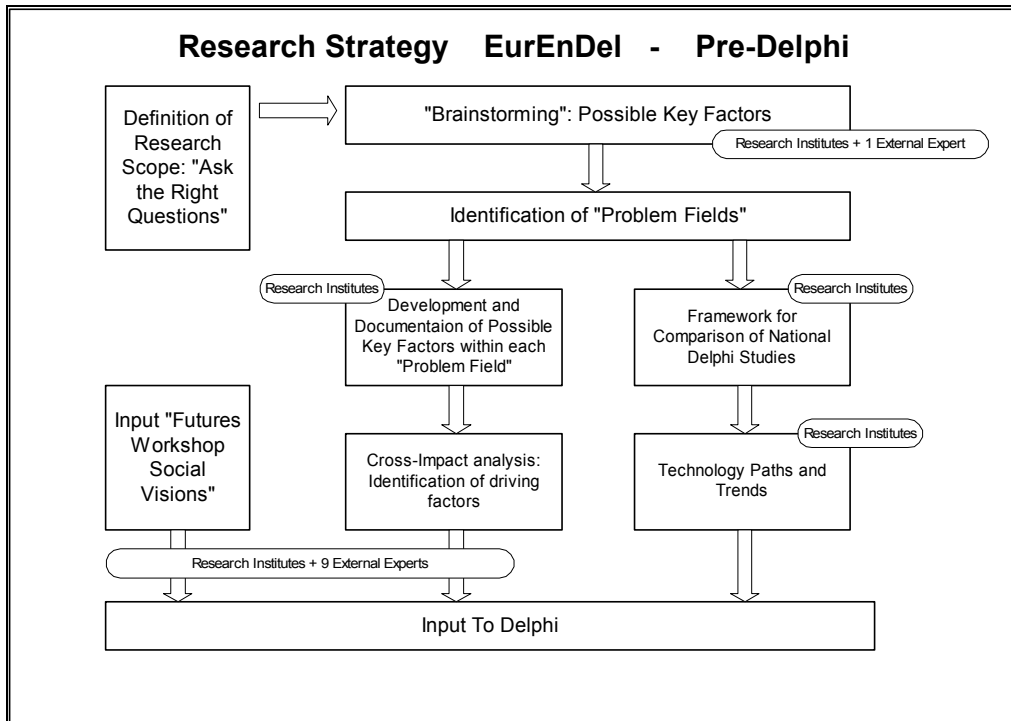 Research Strategy EurEnDel - Pre-Delphi
Definition of
Research
Scope: "Ask
the Right
Questions"
"Brainstorming": Possible Key Factors
Research Institutes + 1 External Expert
Identification of "Problem Fields"
Research Institutes
Development and
Documentaion of Possible
Key Factors within each
"Problem Field"
Research Institutes
Framework for
Comparison of National
Delphi Studies
Input "Futures
Workshop
Social
Visions"
Cross-Impact analysis:
Identification of driving
factors
Research Institutes
Technology Paths and
Trends
Research Institutes + 9 External Experts
Input To Delphi